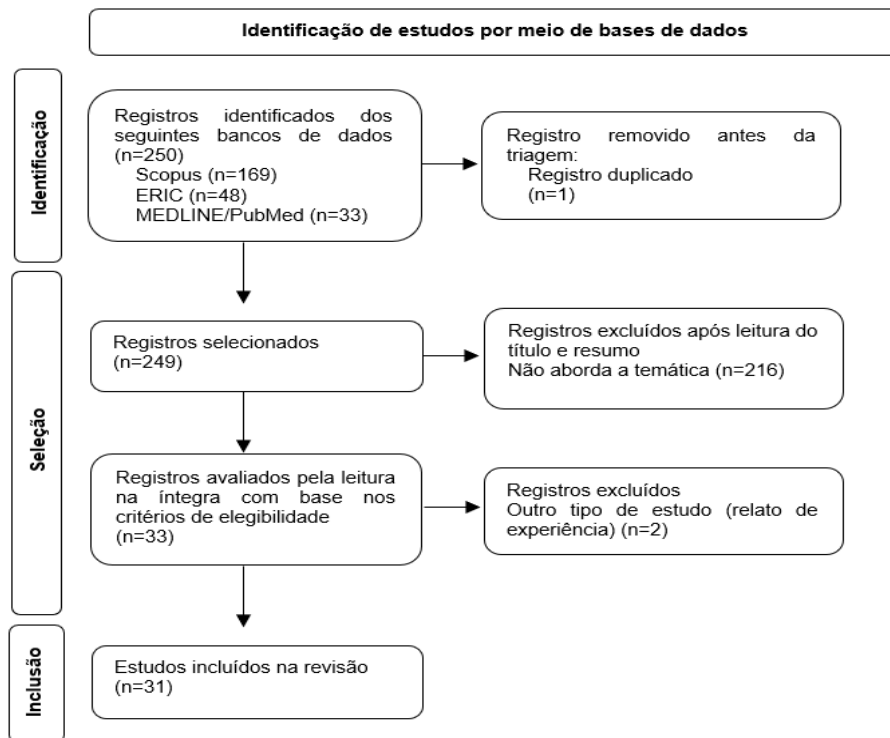 Identificação de estudos por meio de bases de dados
Identificação
Registros identificados dos
seguintes bancos de dados
(n=250)
Scopus (n=169)
ERIC (n=48)
MEDLINE/PubMed (n=33)
Registro removido antes da
triagem:
Registro duplicado
(n=1)
Seleção
Registros selecionados
(n=249)
Registros excluídos após leitura do
título e resumo
Não aborda a temática (n=216)
Registros avaliados pela leitura
na íntegra com base nos
critérios de elegibilidade
(n=33)
Registros excluídos
Outro tipo de estudo (relato de
experiência) (n=2)
Inclusão
Estudos incluídos na revisão
(n=31)